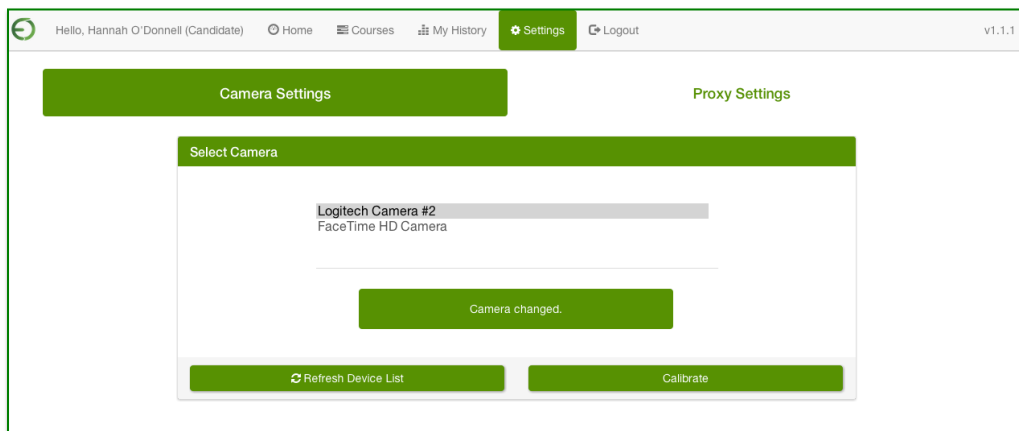 Hello, Hannah O'Donnell (Candidate) Home Courses My History Settings Logout v1.1.1
Camera Settings Proxy Settings
Select Camera
Logitech Camera #2
FaceTime HD Camera
Camera changed.
Refresh Device List Calibrate